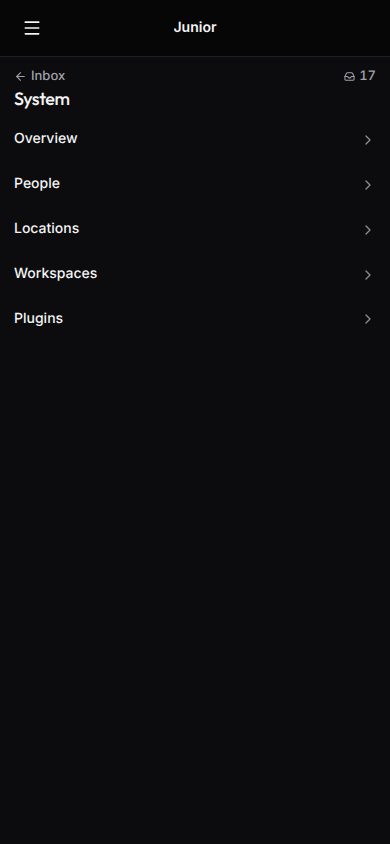 Junior
Inbox 17
System
Overview
People
Locations
Workspaces
Plugins